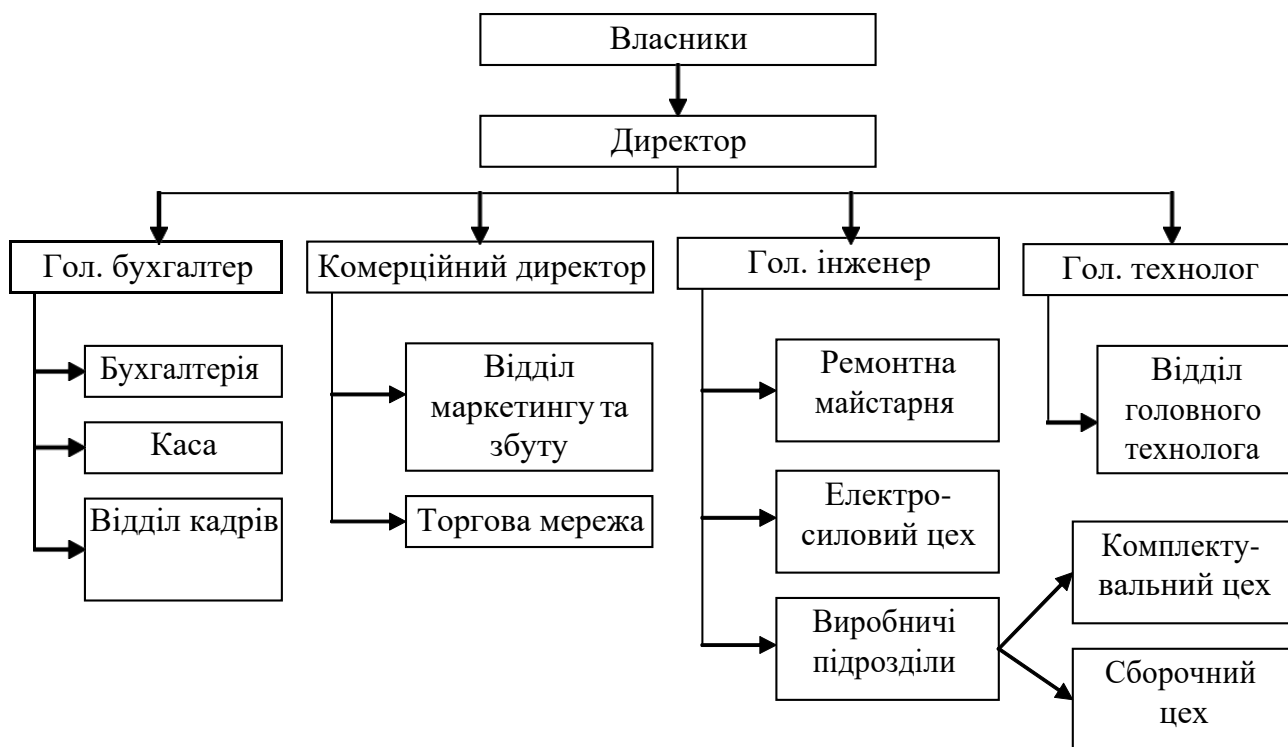 Власники
Директор
Гол. бухгалтер
Комерційний директор
Гол. інженер
Гол. технолог
Бухгалтерія
Каса
Відділ кадрів
Відділ
маркетингу та
збуту
Торгова мережа
Ремонтна
майстарня
Електро-
силовий цех
Виробничі
підрозділи
Відділ
головного
технолога
Комплекту-
вальний цех
Сборочний
цех